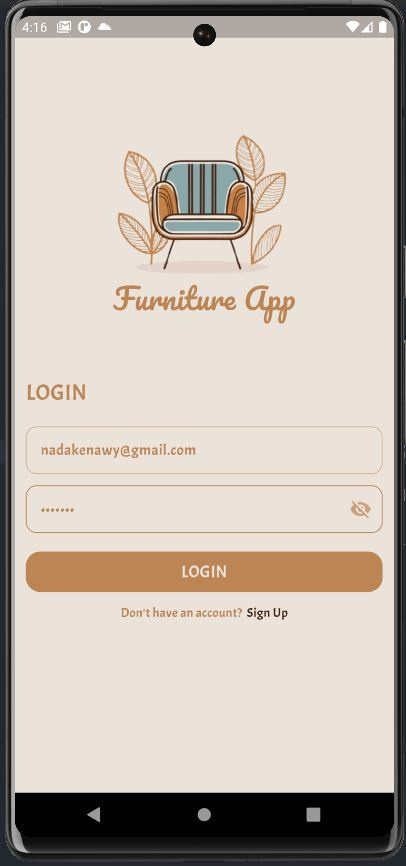 4:16
Furniture App
LOGIN
nadakenawy@gmail.com
•••••••
LOGIN
Don't have an account? Sign Up